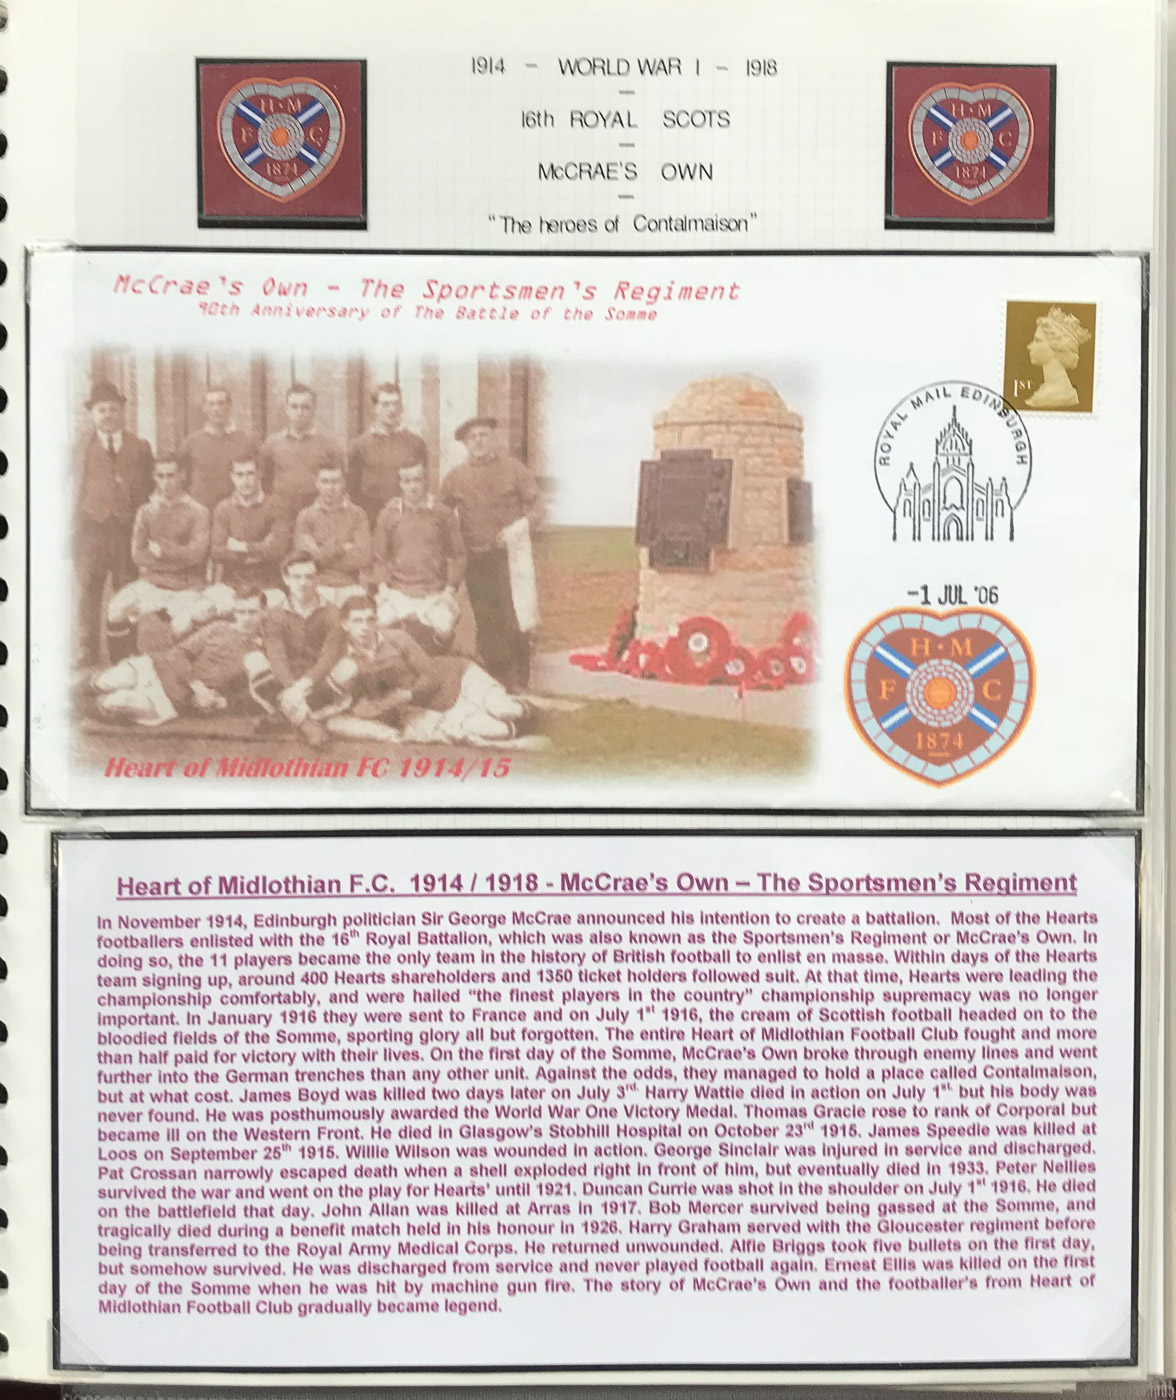 1914 - WORLD WAR I - 1918
16th ROYAL SCOTS
McCRAE'S OWN
"The heroes of Contalmaison"
H·M
F C
1874
H·M
F C
1874
McCrae's Own - The Sportsmen's Regiment
90th Anniversary of The Battle of the Somme
1ST
ROYAL MAIL EDINBURGH
-1 JUL '06
H·M
F C
1874
Heart of Midlothian FC 1914/15
Heart of Midlothian F.C. 1914 / 1918 - McCrae's Own – The Sportsmen's Regiment
In November 1914, Edinburgh politician Sir George McCrae announced his intention to create a battalion. Most of the Hearts
footballers enlisted with the 16th Royal Battalion, which was also known as the Sportsmen's Regiment or McCrae's Own. In
doing so, the 11 players became the only team in the history of British football to enlist en masse. Within days of the Hearts
team signing up, around 400 Hearts shareholders and 1350 ticket holders followed suit. At that time, Hearts were leading the
championship comfortably, and were hailed "the finest players in the country" championship supremacy was no longer
important. In January 1916 they were sent to France and on July 1st 1916, the cream of Scottish football headed on to the
bloodied fields of the Somme, sporting glory all but forgotten. The entire Heart of Midlothian Football Club fought and more
than half paid for victory with their lives. On the first day of the Somme, McCrae's Own broke through enemy lines and went
further into the German trenches than any other unit. Against the odds, they managed to hold a place called Contalmaison,
but at what cost. James Boyd was killed two days later on July 3rd. Harry Wattie died in action on July 1st but his body was
never found. He was posthumously awarded the World War One Victory Medal. Thomas Gracie rose to rank of Corporal but
became ill on the Western Front. He died in Glasgow's Stobhill Hospital on October 23rd 1915. James Speedie was killed at
Loos on September 25th 1915. Willie Wilson was wounded in action. George Sinclair was injured in service and discharged.
Pat Crossan narrowly escaped death when a shell exploded right in front of him, but eventually died in 1933. Peter Nellies
survived the war and went on the play for Hearts' until 1921. Duncan Currie was shot in the shoulder on July 1st 1916. He died
on the battlefield that day. John Allan was killed at Arras in 1917. Bob Mercer survived being gassed at the Somme, and
tragically died during a benefit match held in his honour in 1926. Harry Graham served with the Gloucester regiment before
being transferred to the Royal Army Medical Corps. He returned unwounded. Alfie Briggs took five bullets on the first day,
but somehow survived. He was discharged from service and never played football again. Ernest Ellis was killed on the first
day of the Somme when he was hit by machine gun fire. The story of McCrae's Own and the footballer's from Heart of
Midlothian Football Club gradually became legend.